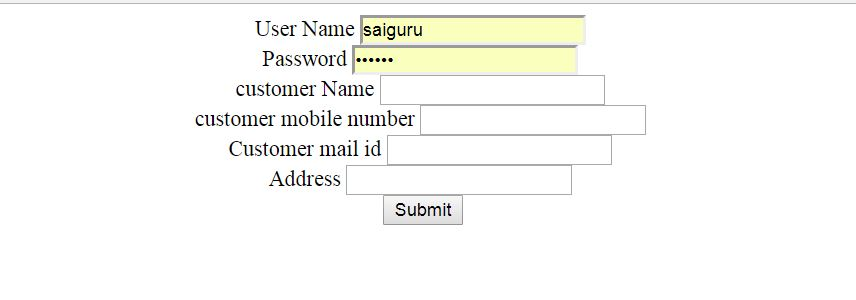 User Name saiguru
Password ••••••
customer Name
customer mobile number
Customer mail id
Address
Submit